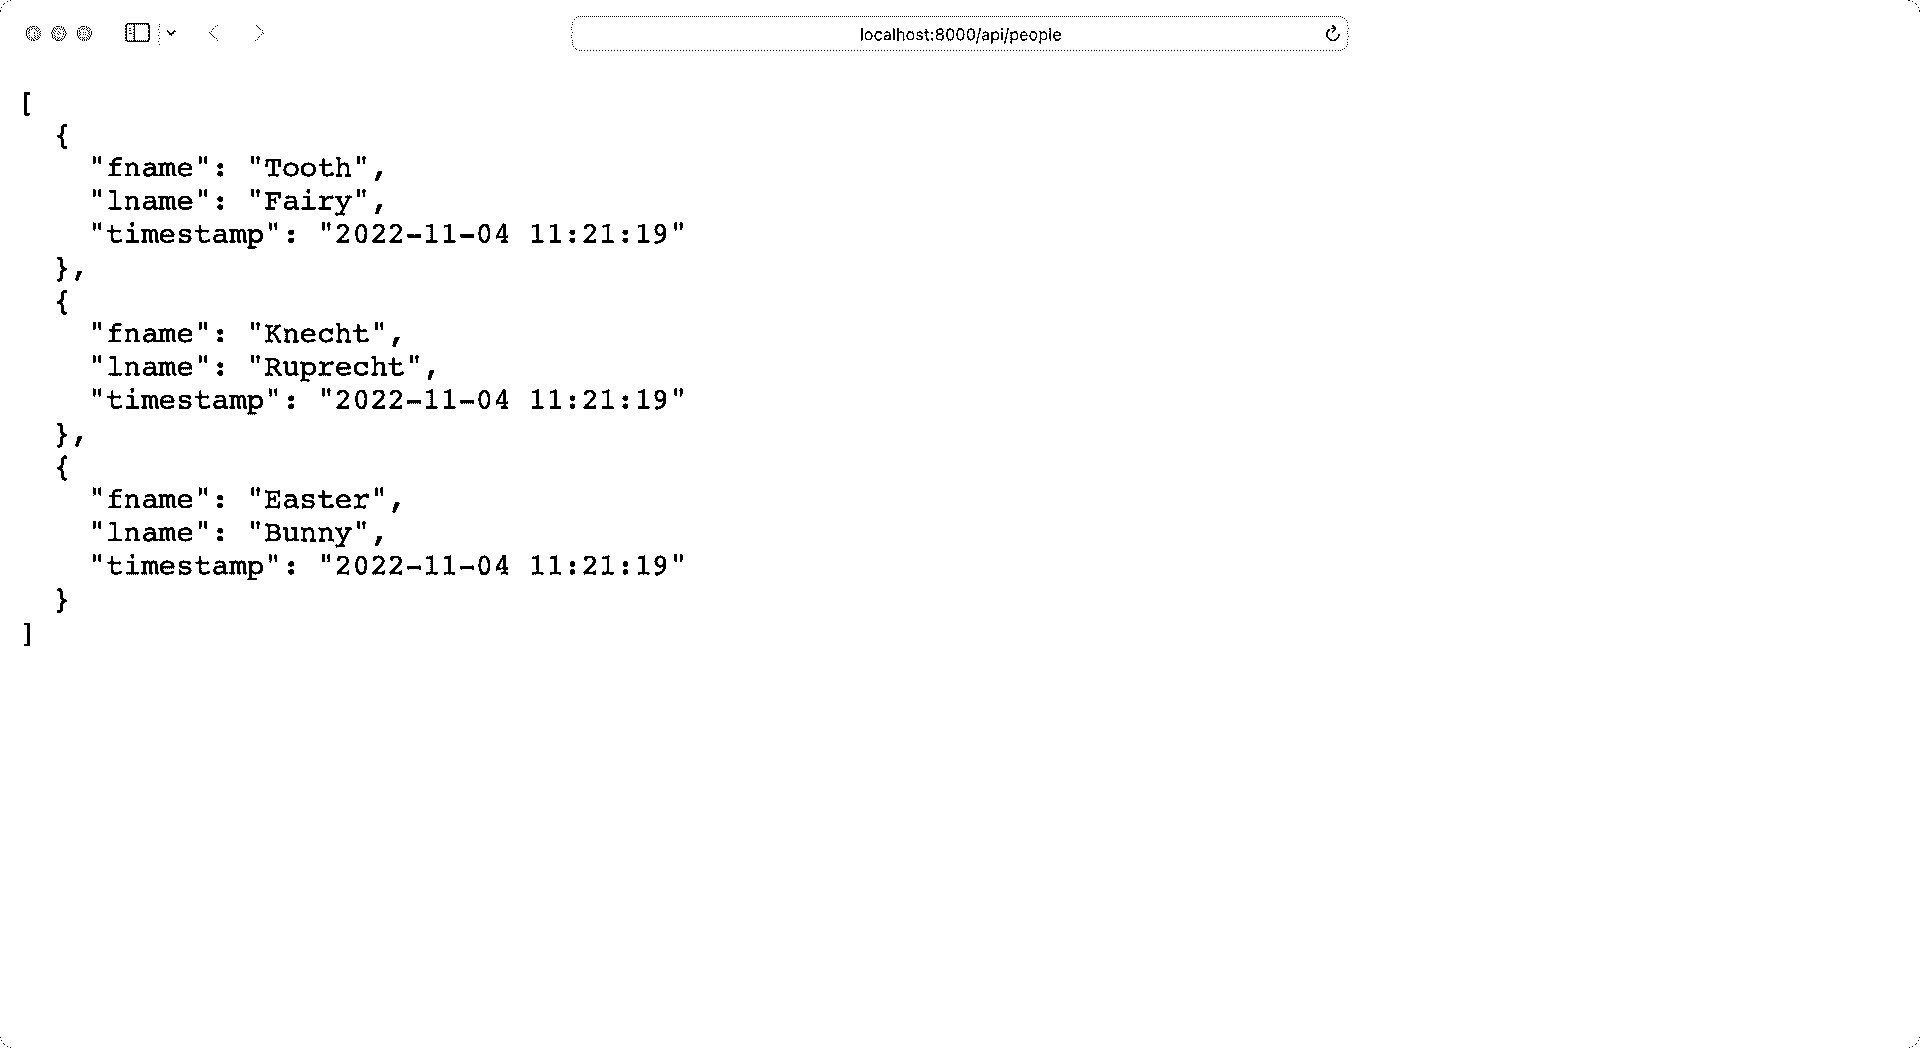 localhost:8000/api/people
[
  {
    "fname": "Tooth",
    "lname": "Fairy",
    "timestamp": "2022-11-04 11:21:19"
  },
  {
    "fname": "Knecht",
    "lname": "Ruprecht",
    "timestamp": "2022-11-04 11:21:19"
  },
  {
    "fname": "Easter",
    "lname": "Bunny",
    "timestamp": "2022-11-04 11:21:19"
  }
]